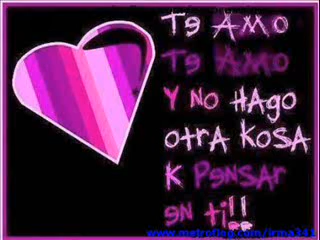 Te AMO
Te AMO
Y NO HAGO
OTRA KOSA
K PeNSAr
eN ti!!
www.metroflog.com/irma341